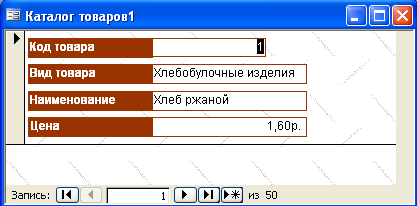 Каталог товаров1
Код товара 1
Вид товара Хлебобулочные изделия
Наименование Хлеб ржаной
Цена 1,60р.
Запись: 1 из 50